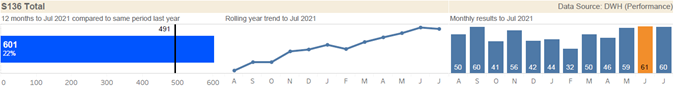 $136 Total
Data Source: DWH (Performance)
12 months to Jul 2021 compared to same period last year
Rolling year trend to Jul 2021
Monthly results to Jul 2021
491
601
22%
0 100 200 300 400 500 600
A S O N D J F M A M J J
50 60 41 56 42 44 32 50 46 59 61 60
A S O N D J F M A M J J